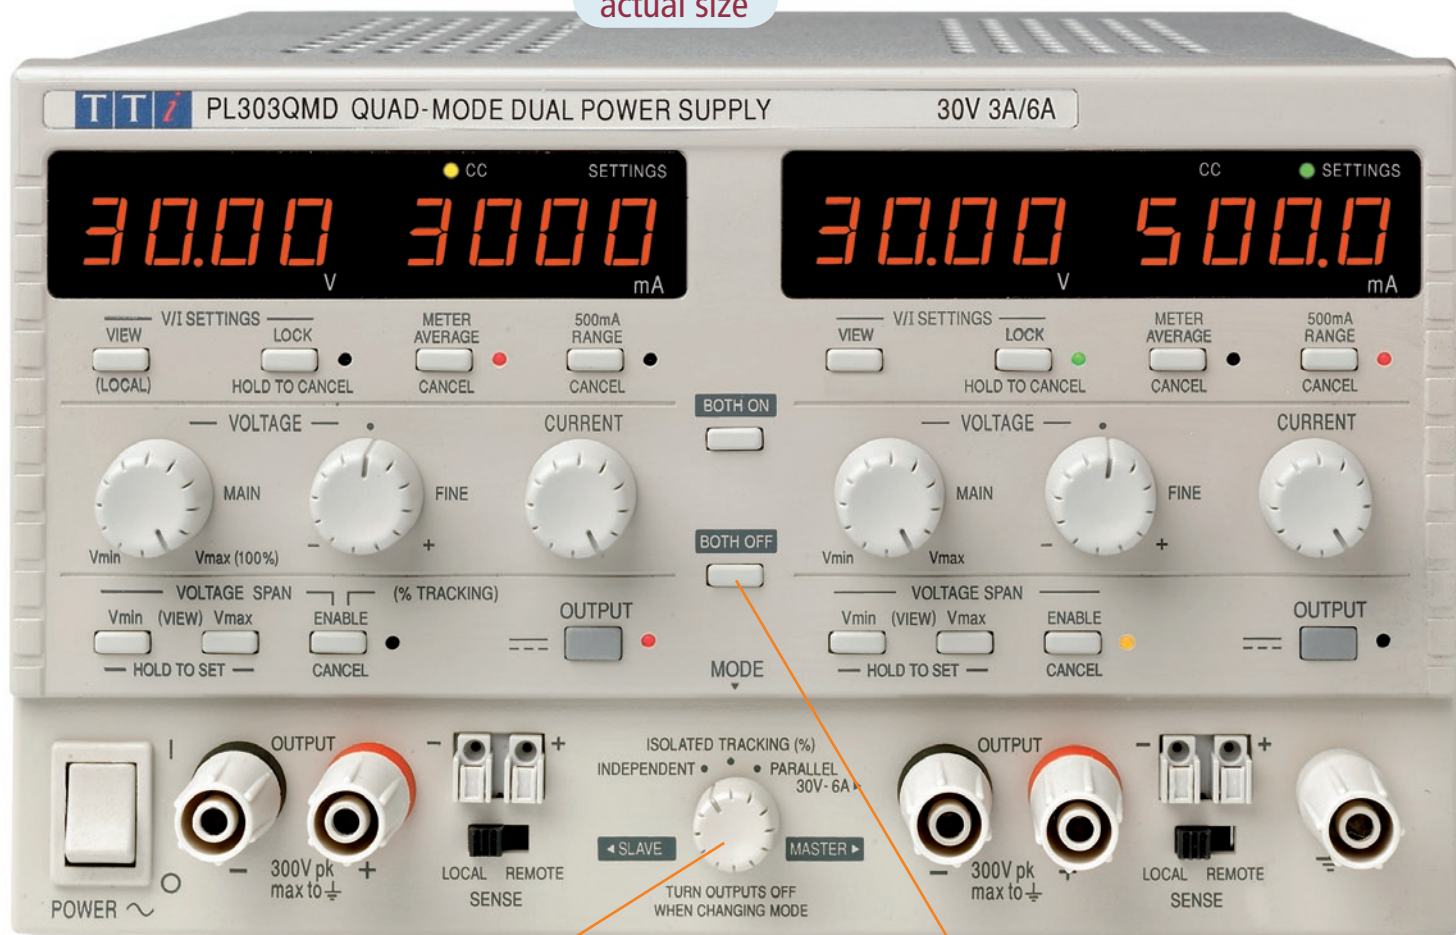 actual size
TTi PL303QMD QUAD-MODE DUAL POWER SUPPLY 30V 3A/6A
CC SETTINGS
30.00 V 3000 mA
CC SETTINGS
30.00 V 500.0 mA
V/I SETTINGS
VIEW LOCK METER AVERAGE 500mA RANGE
(LOCAL) HOLD TO CANCEL CANCEL CANCEL
V/I SETTINGS
VIEW LOCK METER AVERAGE 500mA RANGE
HOLD TO CANCEL CANCEL CANCEL
BOTH ON
VOLTAGE CURRENT
MAIN - FINE +
Vmin Vmax (100%)
VOLTAGE CURRENT
MAIN - FINE +
Vmin Vmax
BOTH OFF
VOLTAGE SPAN (% TRACKING)
Vmin (VIEW) Vmax ENABLE OUTPUT
HOLD TO SET CANCEL
VOLTAGE SPAN
Vmin (VIEW) Vmax ENABLE OUTPUT
HOLD TO SET CANCEL
MODE
ISOLATED TRACKING (%)
INDEPENDENT PARALLEL
30V-6A
SLAVE MASTER
TURN OUTPUTS OFF
WHEN CHANGING MODE
I
O
POWER
OUTPUT
- +
300V pk
max to
- +
LOCAL REMOTE
SENSE
OUTPUT
- +
300V pk
max to
- +
LOCAL REMOTE
SENSE